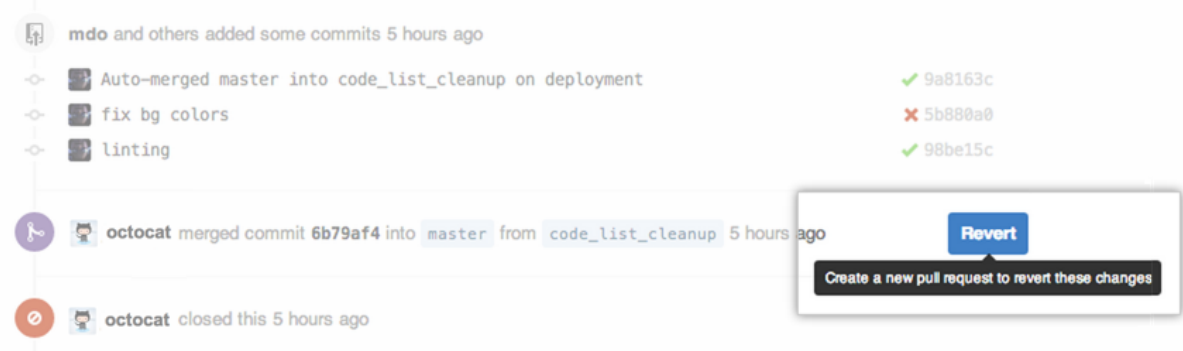 mdo and others added some commits 5 hours ago
Auto-merged master into code_list_cleanup on deployment 9a8163c
fix bg colors 5b880a0
linting 98be15c
octocat merged commit 6b79af4 into master from code_list_cleanup 5 hours ago Revert
Create a new pull request to revert these changes
octocat closed this 5 hours ago